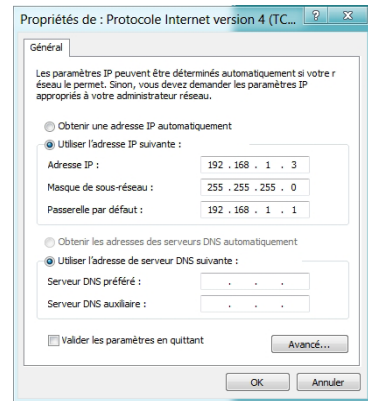 Propriétés de : Protocole Internet version 4 (TC...
Général
Les paramètres IP peuvent être déterminés automatiquement si votre r
éseau le permet. Sinon, vous devez demander les paramètres IP
appropriés à votre administrateur réseau.
Obtenir une adresse IP automatiquement
Utiliser l'adresse IP suivante :
Adresse IP : 192 . 168 . 1 . 3
Masque de sous-réseau : 255 . 255 . 255 . 0
Passerelle par défaut : 192 . 168 . 1 . 1
Obtenir les adresses des serveurs DNS automatiquement
Utiliser l'adresse de serveur DNS suivante :
Serveur DNS préféré : . . .
Serveur DNS auxiliaire : . . .
Valider les paramètres en quittant
Avancé...
OK Annuler